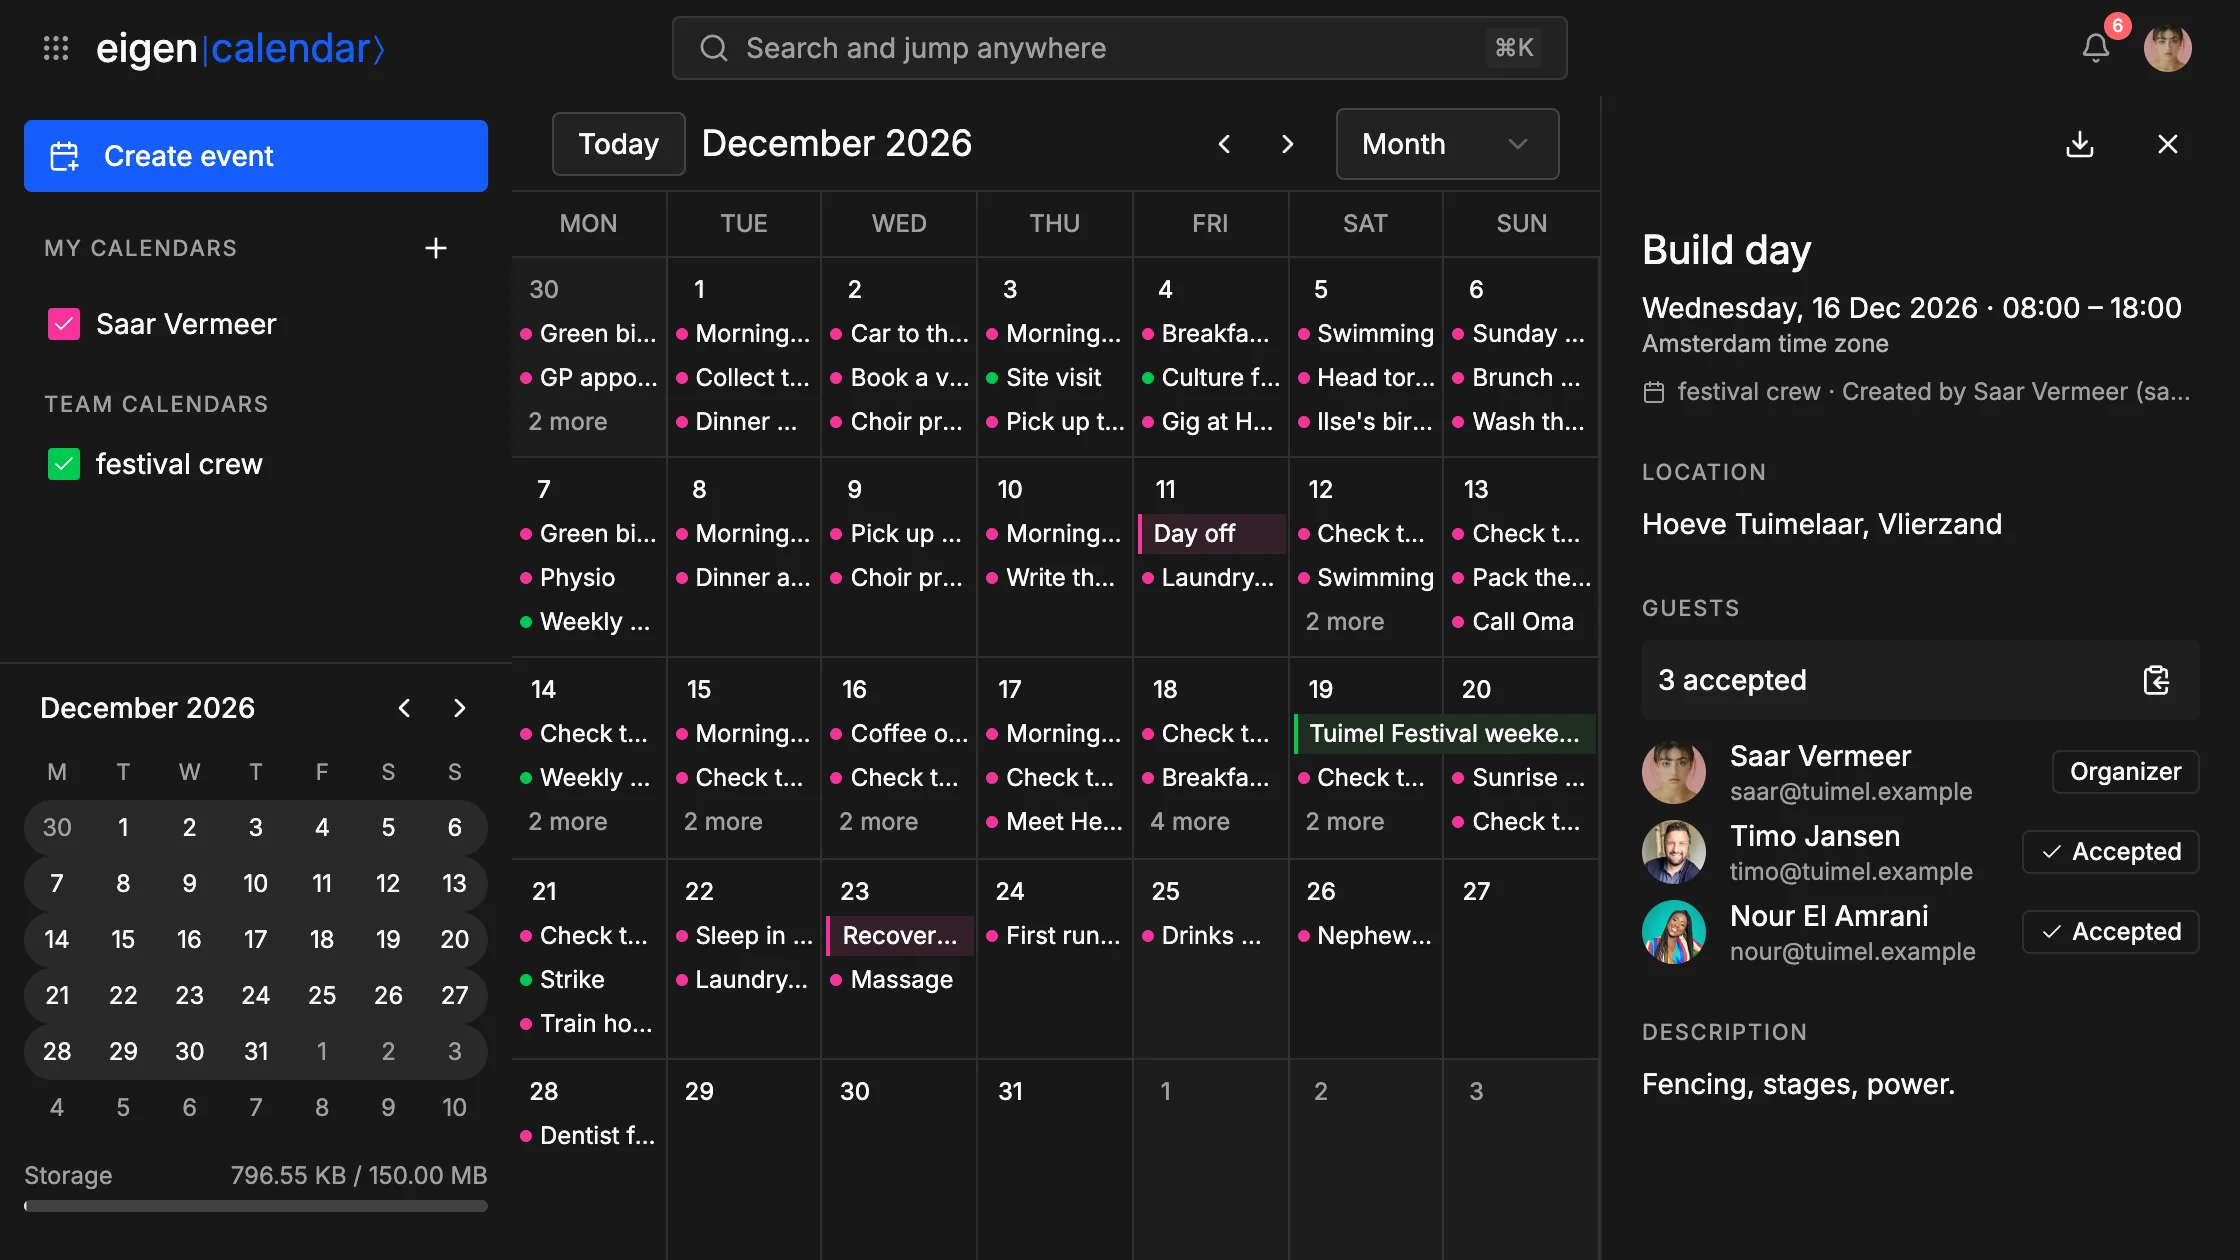 eigen|calendar⟩
Search and jump anywhere ⌘K
6
Create event
MY CALENDARS
Saar Vermeer
TEAM CALENDARS
festival crew
December 2026
M T W T F S S
30 1 2 3 4 5 6
7 8 9 10 11 12 13
14 15 16 17 18 19 20
21 22 23 24 25 26 27
28 29 30 31 1 2 3
4 5 6 7 8 9 10
Storage 796.55 KB / 150.00 MB
Today December 2026 Month
MON TUE WED THU FRI SAT SUN
30 1 2 3 4 5 6
Green bi... Morning... Car to th... Morning... Breakfa... Swimming Sunday ...
GP appo... Collect t... Book a v... Site visit Culture f... Head tor... Brunch ...
2 more Dinner ... Choir pr... Pick up t... Gig at H... Ilse's bir... Wash th...
7 8 9 10 11 12 13
Green bi... Morning... Pick up ... Morning... Day off Check t... Check t...
Physio Dinner a... Choir pr... Write th... Laundry... Swimming Pack the...
Weekly ... 2 more Call Oma
14 15 16 17 18 19 20
Check t... Morning... Coffee o... Morning... Check t... Tuimel Festival weeke...
Weekly ... Check t... Check t... Check t... Breakfa... Check t... Sunrise ...
2 more 2 more 2 more Meet He... 4 more 2 more Check t...
21 22 23 24 25 26 27
Check t... Sleep in ... Recover... First run... Drinks ... Nephew...
Strike Laundry... Massage
Train ho...
28 29 30 31 1 2 3
Dentist f...
Build day
Wednesday, 16 Dec 2026 · 08:00 – 18:00
Amsterdam time zone
festival crew · Created by Saar Vermeer (sa...
LOCATION
Hoeve Tuimelaar, Vlierzand
GUESTS
3 accepted
Saar Vermeer
saar@tuimel.example
Organizer
Timo Jansen
timo@tuimel.example
Accepted
Nour El Amrani
nour@tuimel.example
Accepted
DESCRIPTION
Fencing, stages, power.